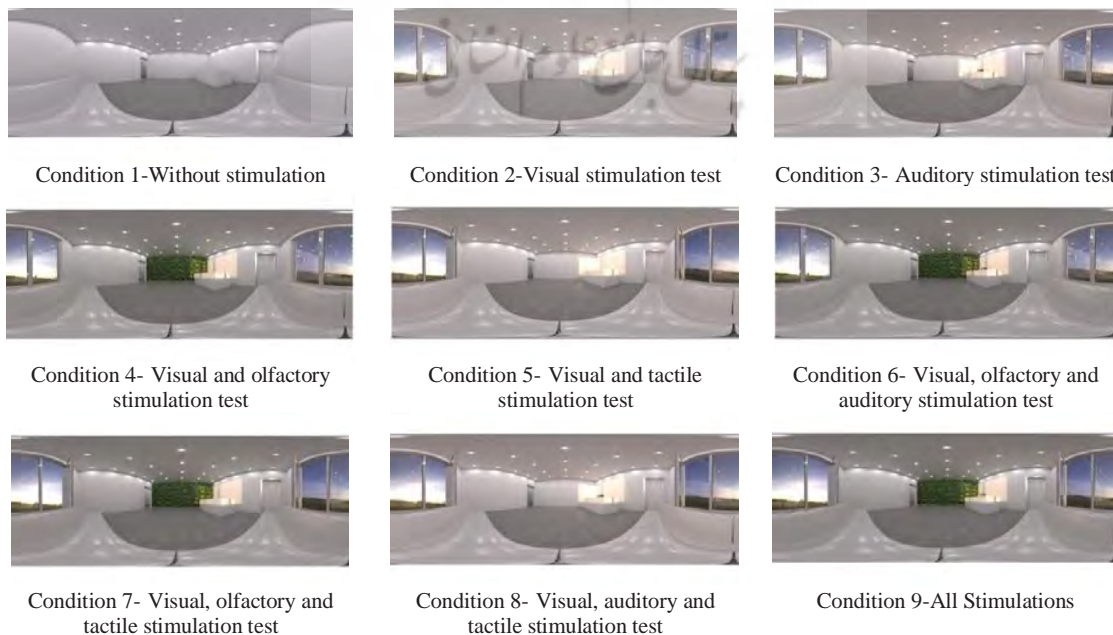 Condition 1-Without stimulation
Condition 2-Visual stimulation test
Condition 3- Auditory stimulation test
Condition 4- Visual and olfactory
stimulation test
Condition 5- Visual and tactile
stimulation test
Condition 6- Visual, olfactory and
auditory stimulation test
Condition 7- Visual, olfactory and
tactile stimulation test
Condition 8- Visual, auditory and
tactile stimulation test
Condition 9-All Stimulations